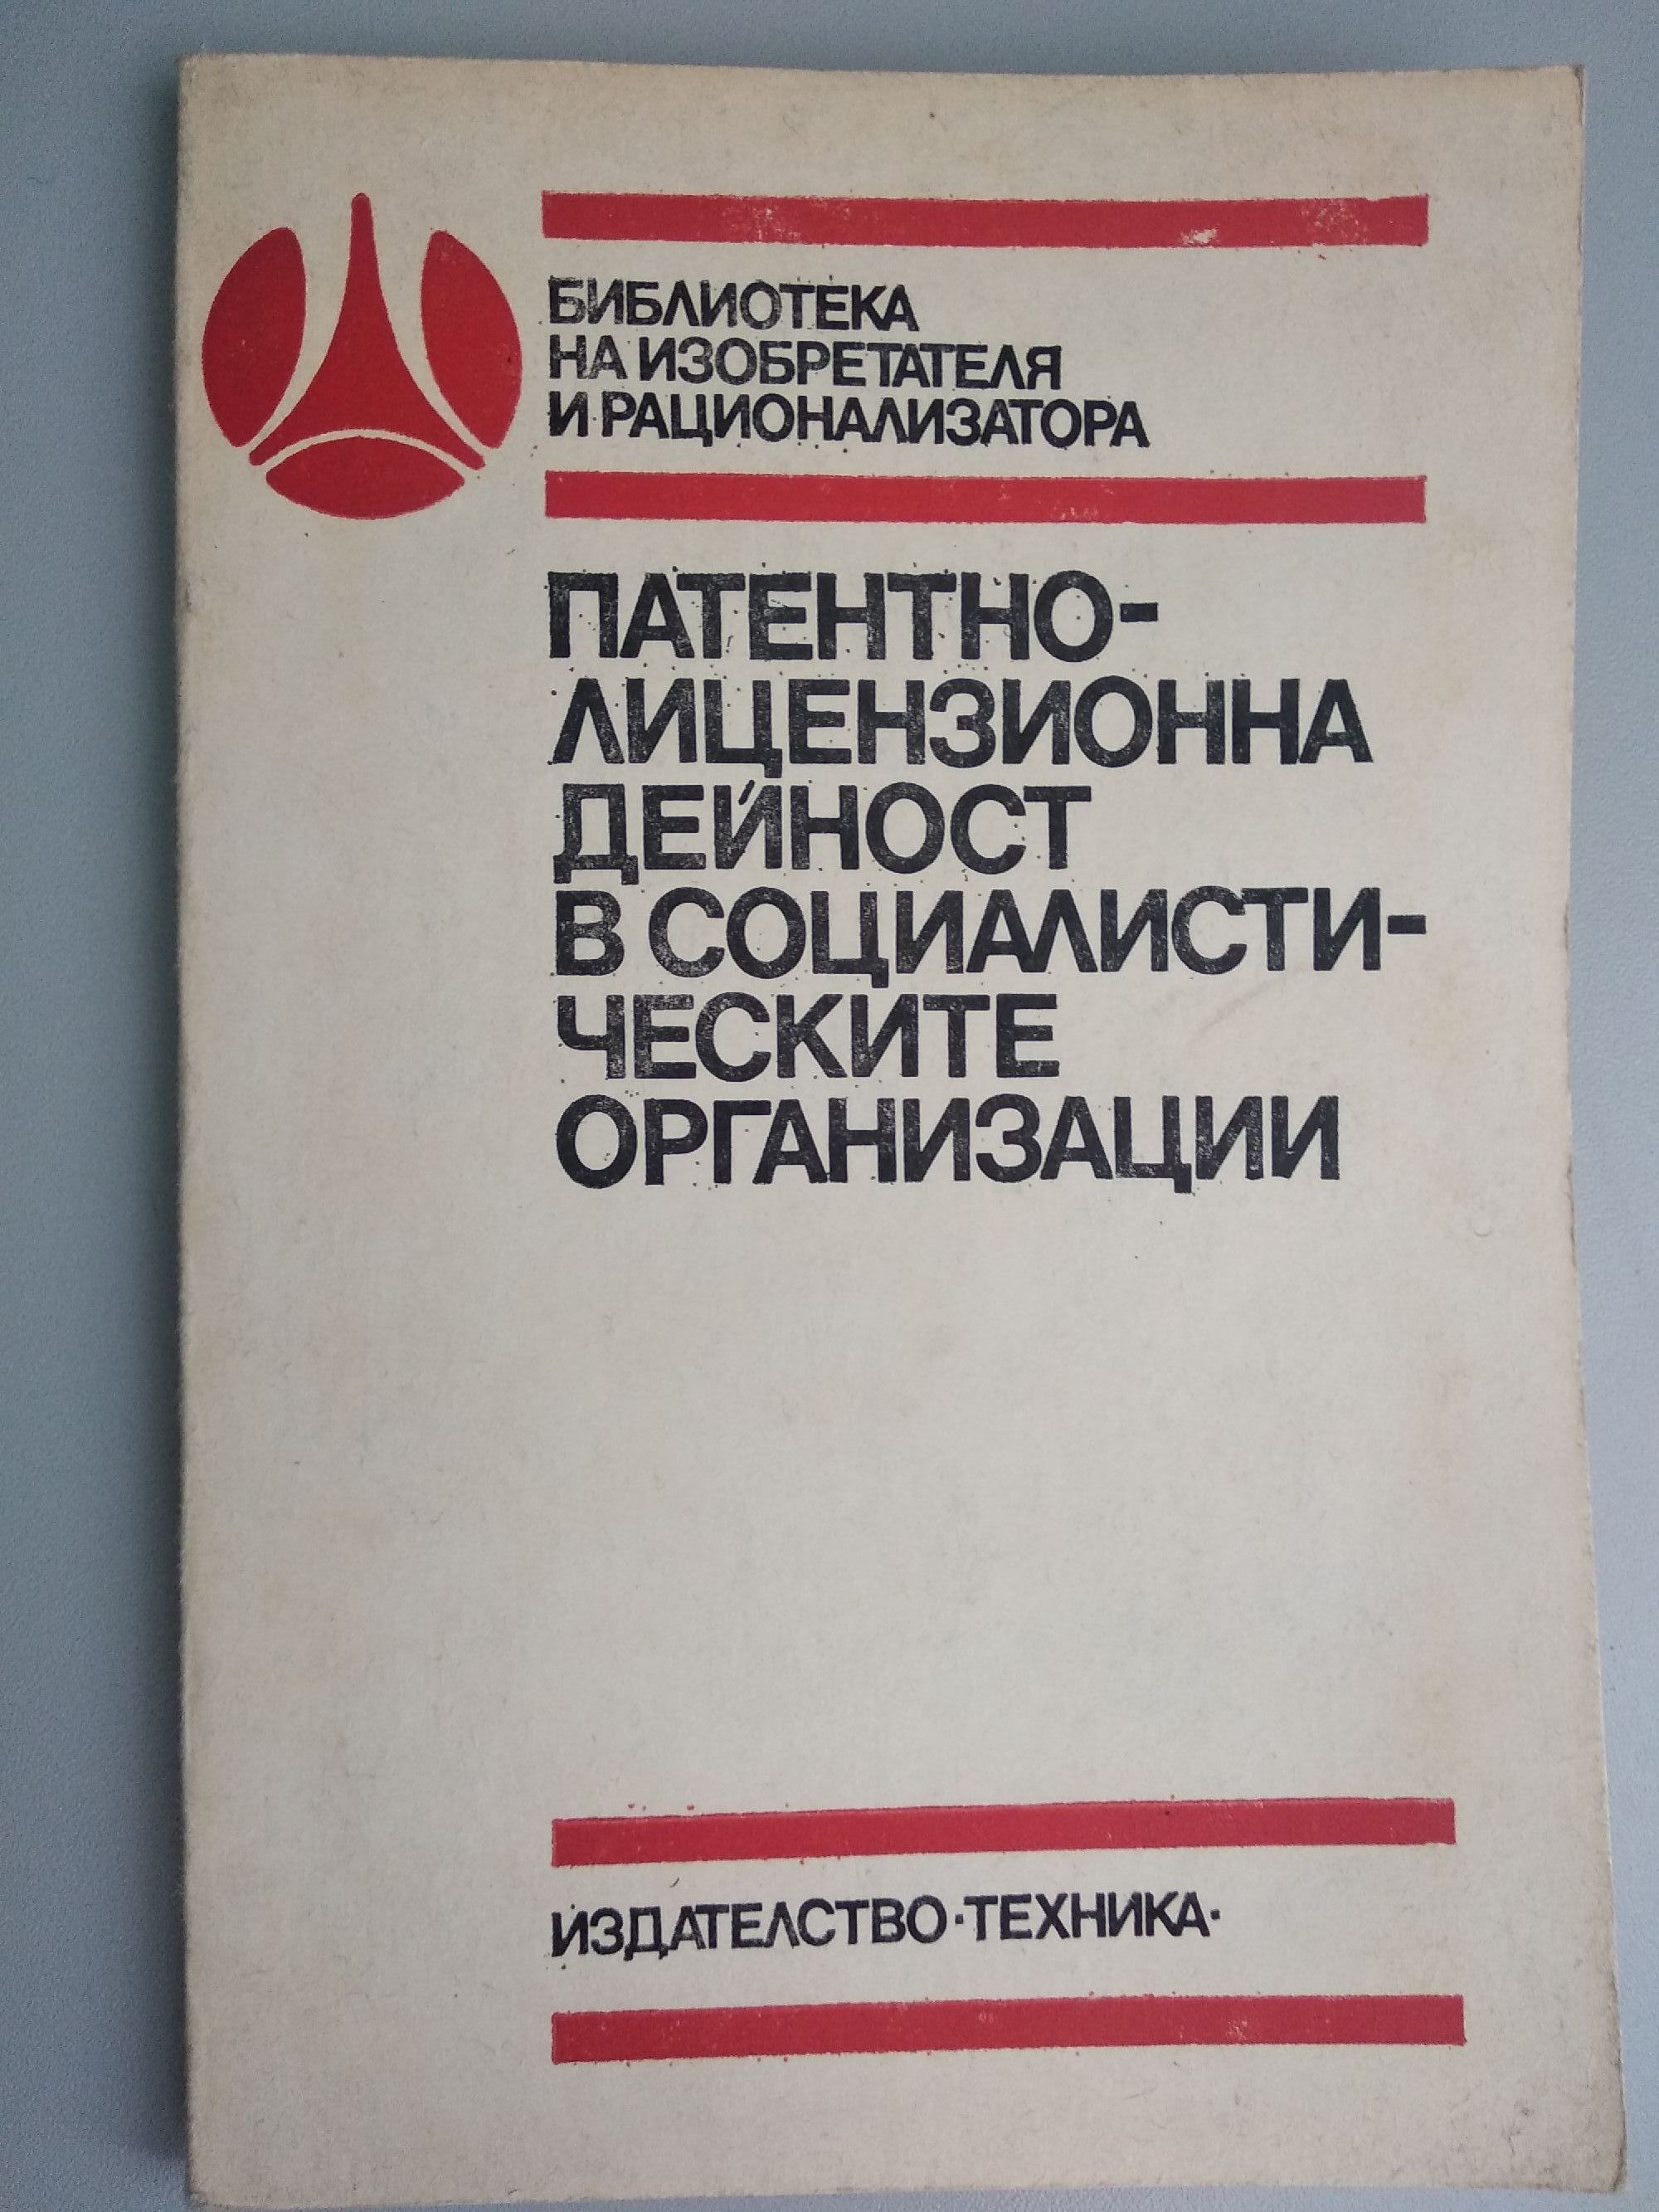 БИБЛИОТЕКА
НА ИЗОБРЕТАТЕЛЯ
И РАЦИОНАЛИЗАТОРА
ПАТЕНТНО-
ЛИЦЕНЗИОННА
ДЕЙНОСТ
В СОЦИАЛИСТИ-
ЧЕСКИТЕ
ОРГАНИЗАЦИИ
ИЗДАТЕЛСТВО·ТЕХНИКА·